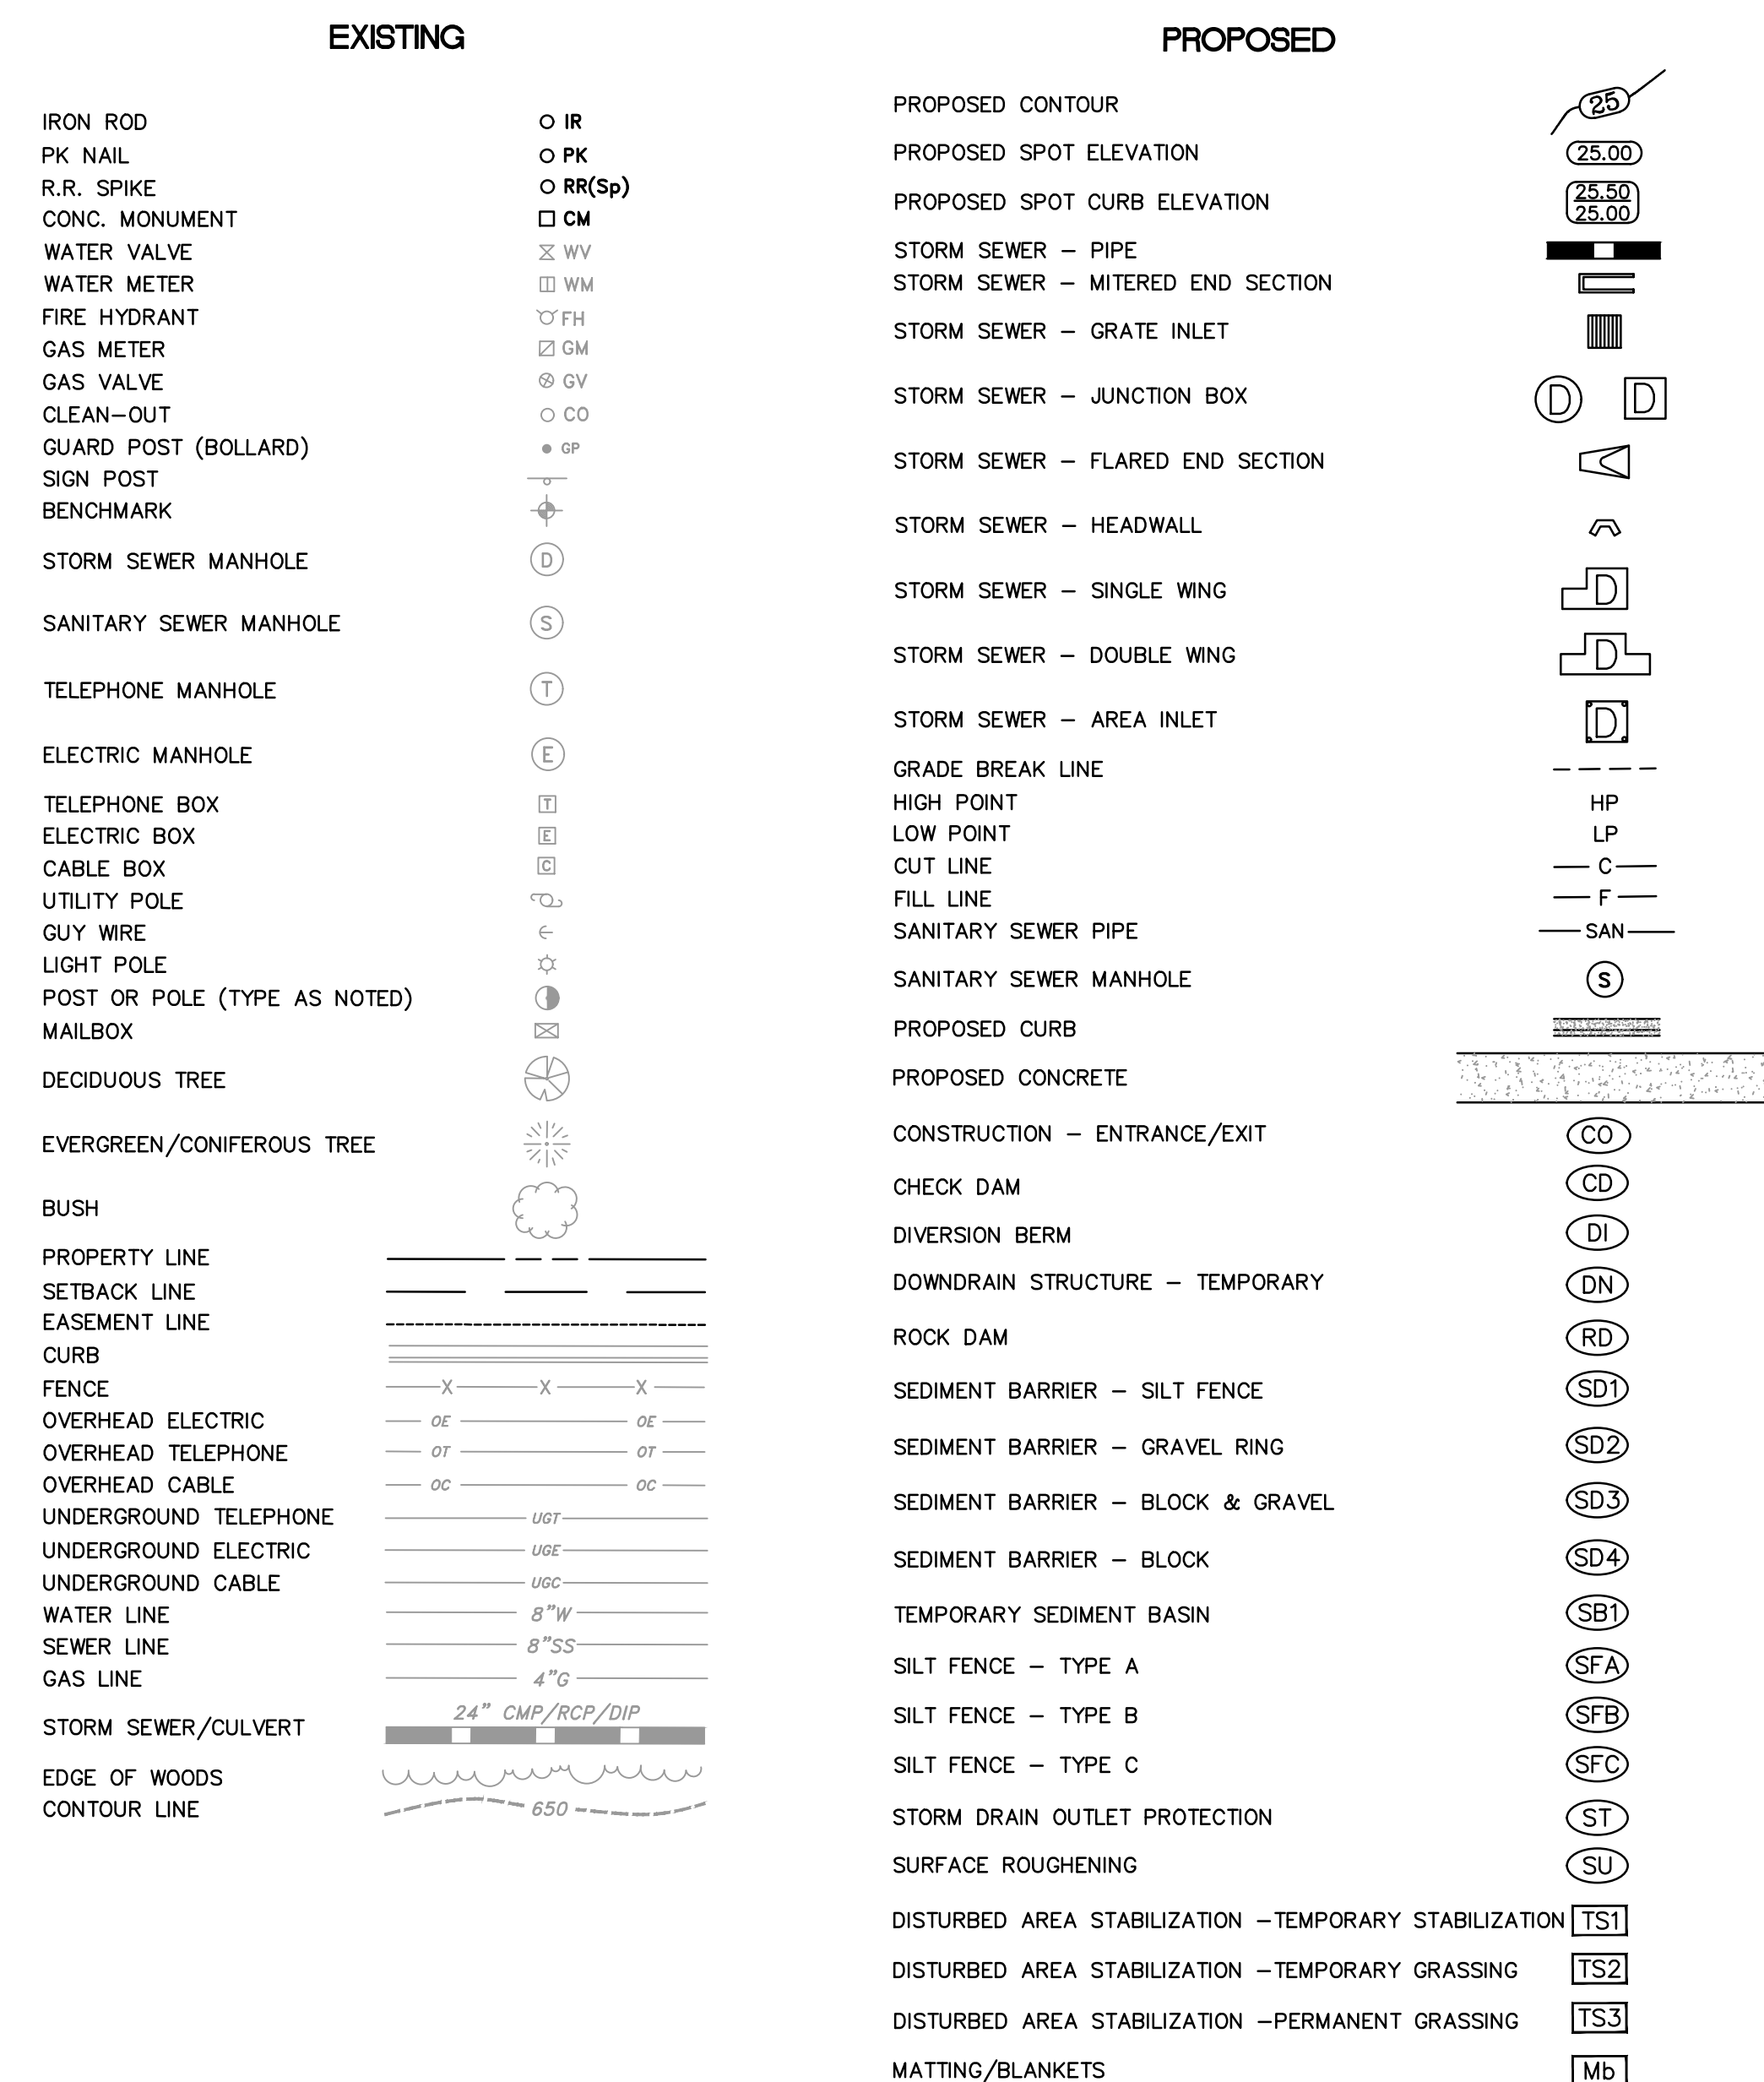 EXISTING
IRON ROD IR
PK NAIL PK
R.R. SPIKE RR(Sp)
CONC. MONUMENT CM
WATER VALVE WV
WATER METER WM
FIRE HYDRANT FH
GAS METER GM
GAS VALVE GV
CLEAN-OUT CO
GUARD POST (BOLLARD) GP
SIGN POST
BENCHMARK
STORM SEWER MANHOLE D
SANITARY SEWER MANHOLE S
TELEPHONE MANHOLE T
ELECTRIC MANHOLE E
TELEPHONE BOX T
ELECTRIC BOX E
CABLE BOX C
UTILITY POLE
GUY WIRE
LIGHT POLE
POST OR POLE (TYPE AS NOTED)
MAILBOX
DECIDUOUS TREE
EVERGREEN/CONIFEROUS TREE
BUSH
PROPERTY LINE
SETBACK LINE
EASEMENT LINE
CURB
FENCE X X X
OVERHEAD ELECTRIC OE OE
OVERHEAD TELEPHONE OT OT
OVERHEAD CABLE OC OC
UNDERGROUND TELEPHONE UGT
UNDERGROUND ELECTRIC UGE
UNDERGROUND CABLE UGC
WATER LINE 8"W
SEWER LINE 8"SS
GAS LINE 4"G
24" CMP/RCP/DIP
STORM SEWER/CULVERT
EDGE OF WOODS
CONTOUR LINE 650
PROPOSED
PROPOSED CONTOUR 25
PROPOSED SPOT ELEVATION 25.00
PROPOSED SPOT CURB ELEVATION 25.50
25.00
STORM SEWER - PIPE
STORM SEWER - MITERED END SECTION
STORM SEWER - GRATE INLET
STORM SEWER - JUNCTION BOX D D
STORM SEWER - FLARED END SECTION
STORM SEWER - HEADWALL
STORM SEWER - SINGLE WING D
STORM SEWER - DOUBLE WING D
STORM SEWER - AREA INLET D
GRADE BREAK LINE
HIGH POINT HP
LOW POINT LP
CUT LINE C
FILL LINE F
SANITARY SEWER PIPE SAN
SANITARY SEWER MANHOLE S
PROPOSED CURB
PROPOSED CONCRETE
CONSTRUCTION - ENTRANCE/EXIT CO
CHECK DAM CD
DIVERSION BERM DI
DOWNDRAIN STRUCTURE - TEMPORARY DN
ROCK DAM RD
SEDIMENT BARRIER - SILT FENCE SD1
SEDIMENT BARRIER - GRAVEL RING SD2
SEDIMENT BARRIER - BLOCK & GRAVEL SD3
SEDIMENT BARRIER - BLOCK SD4
TEMPORARY SEDIMENT BASIN SB1
SILT FENCE - TYPE A SFA
SILT FENCE - TYPE B SFB
SILT FENCE - TYPE C SFC
STORM DRAIN OUTLET PROTECTION ST
SURFACE ROUGHENING SU
DISTURBED AREA STABILIZATION -TEMPORARY STABILIZATION TS1
DISTURBED AREA STABILIZATION -TEMPORARY GRASSING TS2
DISTURBED AREA STABILIZATION -PERMANENT GRASSING TS3
MATTING/BLANKETS Mb